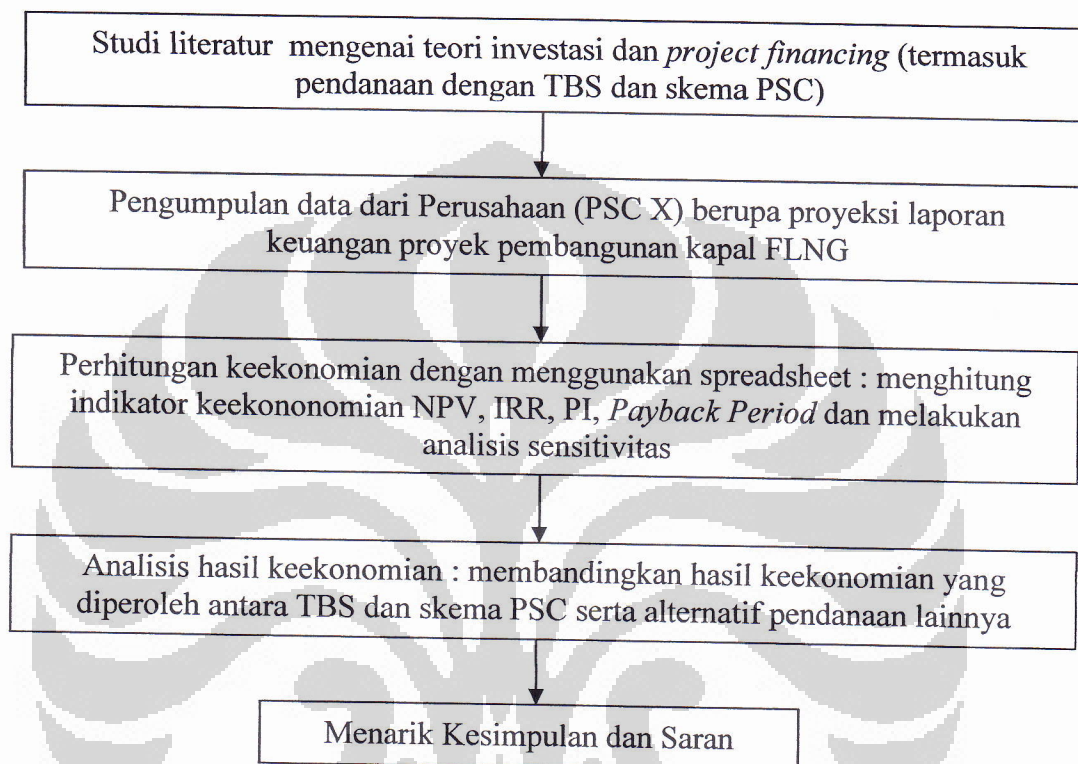 Studi literatur mengenai teori investasi dan project financing (termasuk
pendanaan dengan TBS dan skema PSC)
Pengumpulan data dari Perusahaan (PSC X) berupa proyeksi laporan
keuangan proyek pembangunan kapal FLNG
Perhitungan keekonomian dengan menggunakan spreadsheet : menghitung
indikator keekononomian NPV, IRR, PI, Payback Period dan melakukan
analisis sensitivitas
Analisis hasil keekonomian : membandingkan hasil keekonomian yang
diperoleh antara TBS dan skema PSC serta alternatif pendanaan lainnya
Menarik Kesimpulan dan Saran